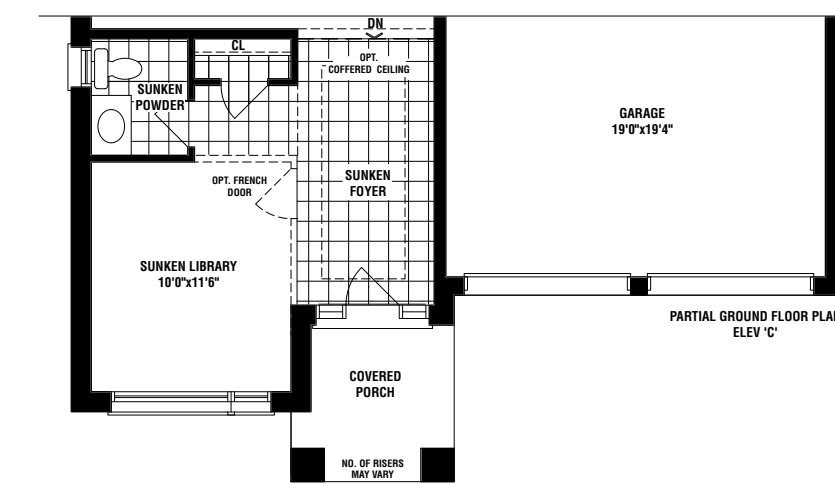 DN
CL
OPT.
COFFERED CEILING
SUNKEN
POWDER
GARAGE
19'0"x19'4"
OPT. FRENCH
DOOR
SUNKEN
FOYER
SUNKEN LIBRARY
10'0"x11'6"
PARTIAL GROUND FLOOR PLA
ELEV 'C'
COVERED
PORCH
NO. OF RISERS
MAY VARY